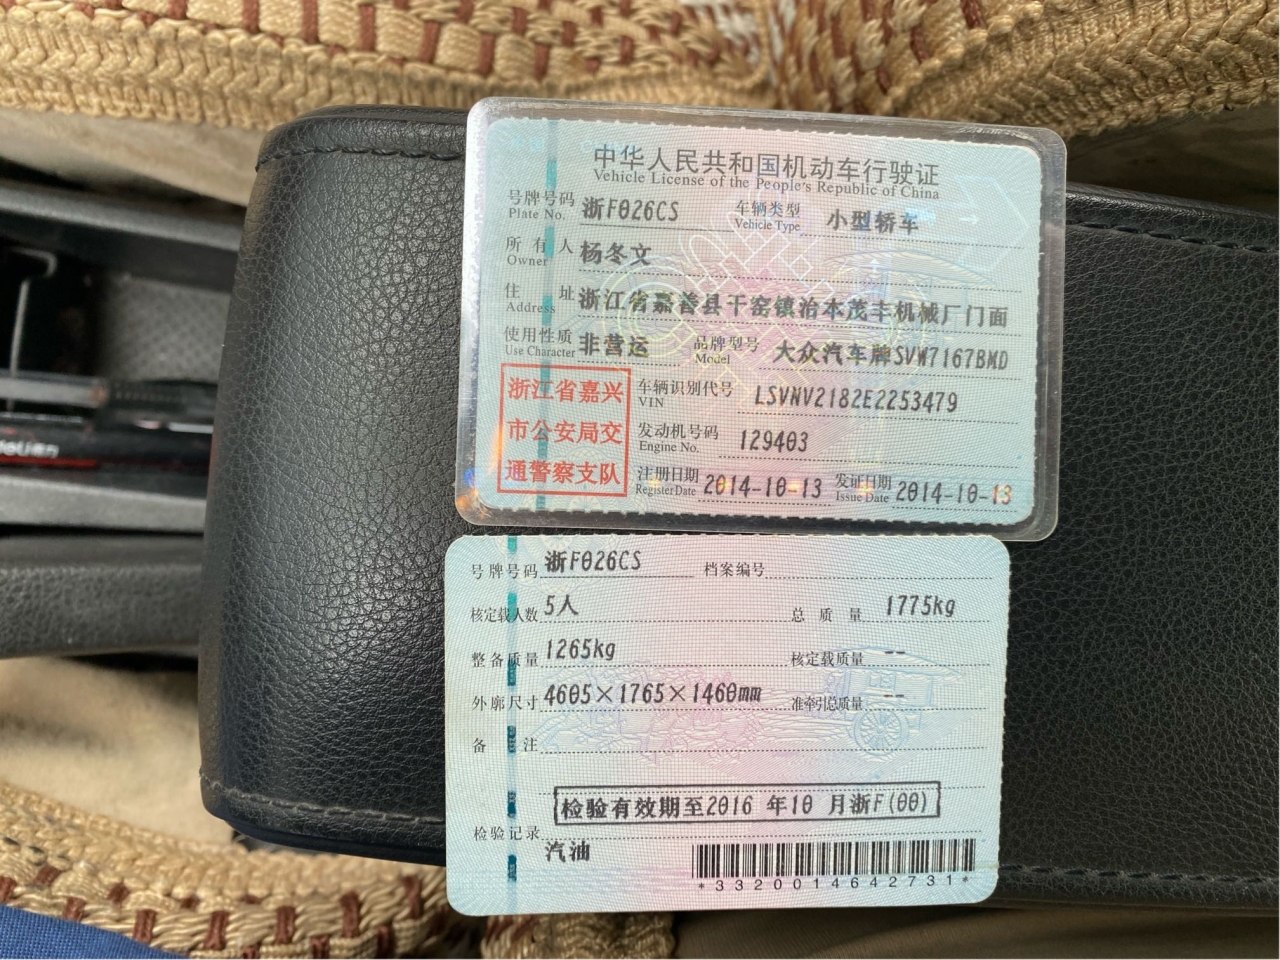 中华人民共和国机动车行驶证
Vehicle License of the People's Republic of China
号牌号码 浙F026CS 车辆类型 小型轿车
Plate No. Vehicle Type
所有人 杨冬文
Owner
住址 浙江省嘉善县干窑镇治本茂丰机械厂门面
Address
使用性质 非营运 品牌型号 大众汽车牌SVW7167BMD
Use Character Model
浙江省嘉兴
市公安局交
通警察支队
车辆识别代号 LSVNV2182E2253479
VIN
发动机号码 129403
Engine No.
注册日期 2014-10-13 发证日期 2014-10-13
Register Date Issue Date
号牌号码 浙F026CS 档案编号
核定载人数 5人 总质量 1775kg
整备质量 1265kg 核定载质量 --
外廓尺寸 4605×1765×1460mm 准牵引总质量 --
备注
检验有效期至2016 年10 月浙F(00)
检验记录
汽油
*3320014642731*